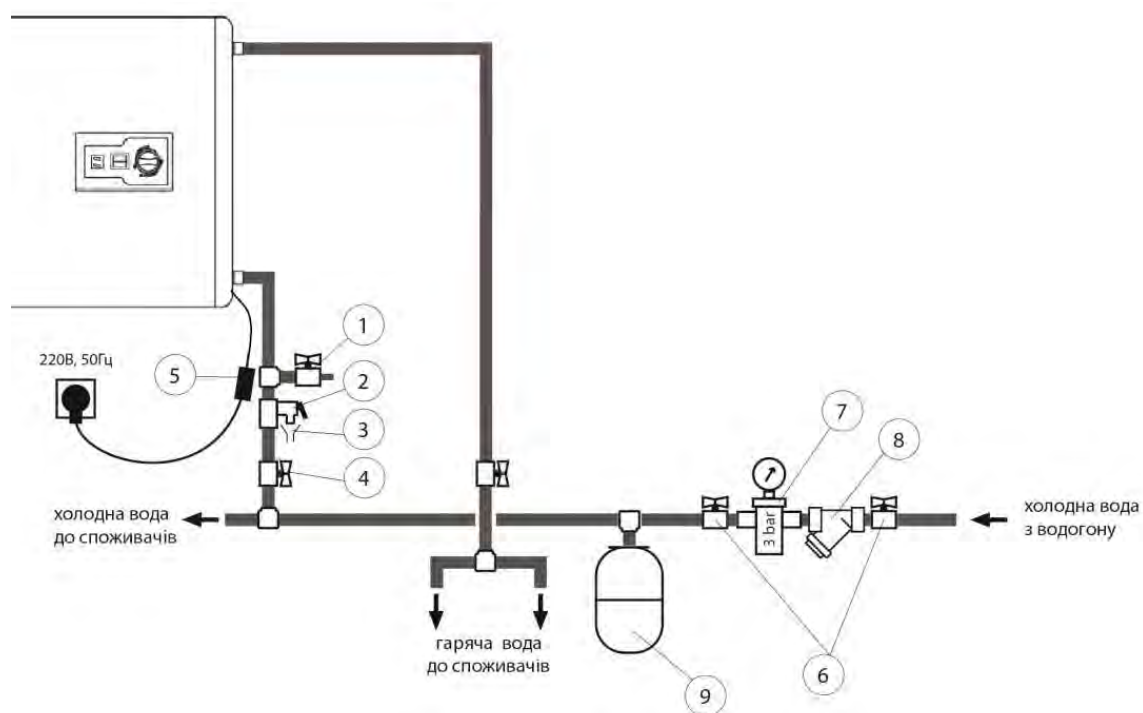 1
220В, 50Гц
5
2
3
7
8
4
холодна вода
до споживачів
3 bar
холодна вода
з водогону
гаряча вода
до споживачів
9
6